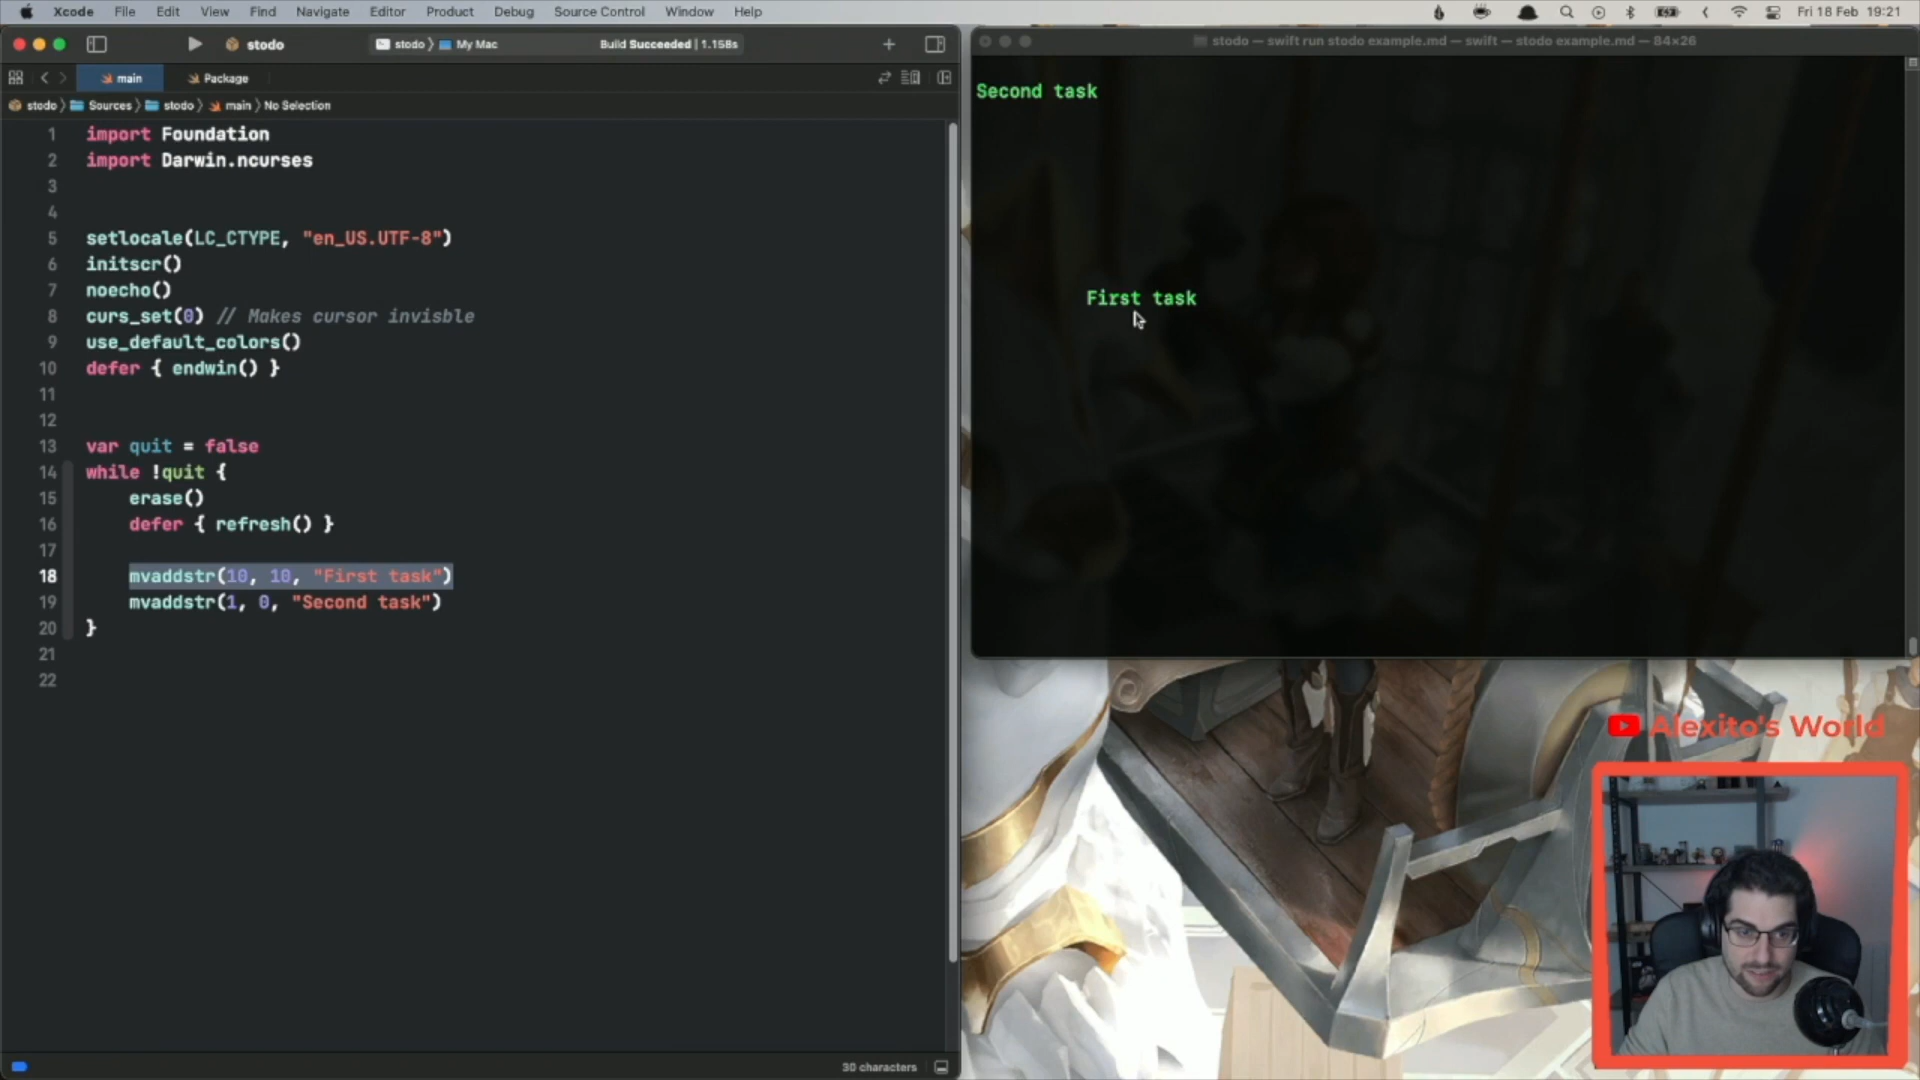 Xcode File Edit View Find Navigate Editor Product Debug Source Control Window Help Fri 18 Feb 19:21
stodo
stodo My Mac
Build Succeeded | 1.158s
stodo — swift run stodo example.md — swift — stodo example.md — 84×26
main Package
stodo Sources stodo main No Selection
1 import Foundation
2 import Darwin.ncurses
3
4
5 setlocale(LC_CTYPE, "en_US.UTF-8")
6 initscr()
7 noecho()
8 curs_set(0) // Makes cursor invisble
9 use_default_colors()
10 defer { endwin() }
11
12
13 var quit = false
14 while !quit {
15 erase()
16 defer { refresh() }
17
18 mvaddstr(10, 10, "First task")
19 mvaddstr(1, 0, "Second task")
20 }
21
22
30 characters
Second task
First task
Alexito's World